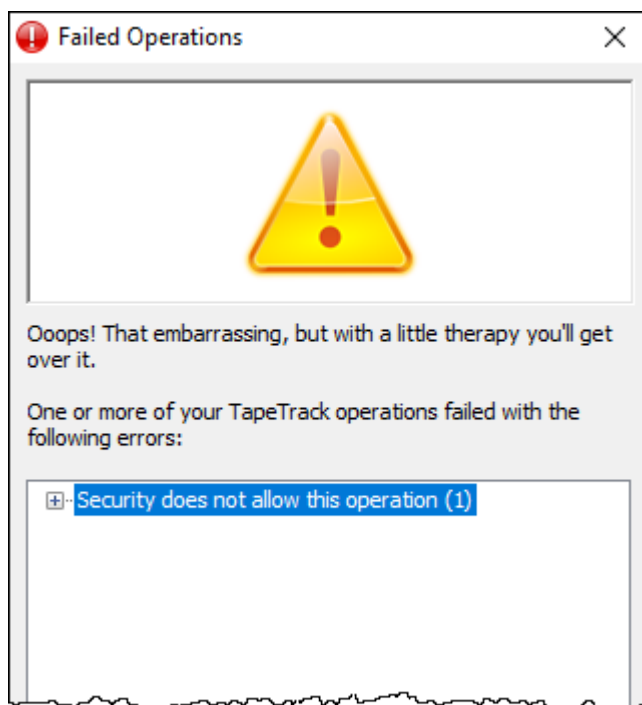 Failed Operations
Ooops! That embarrassing, but with a little therapy you'll get
over it.
One or more of your TapeTrack operations failed with the
following errors:
Security does not allow this operation (1)